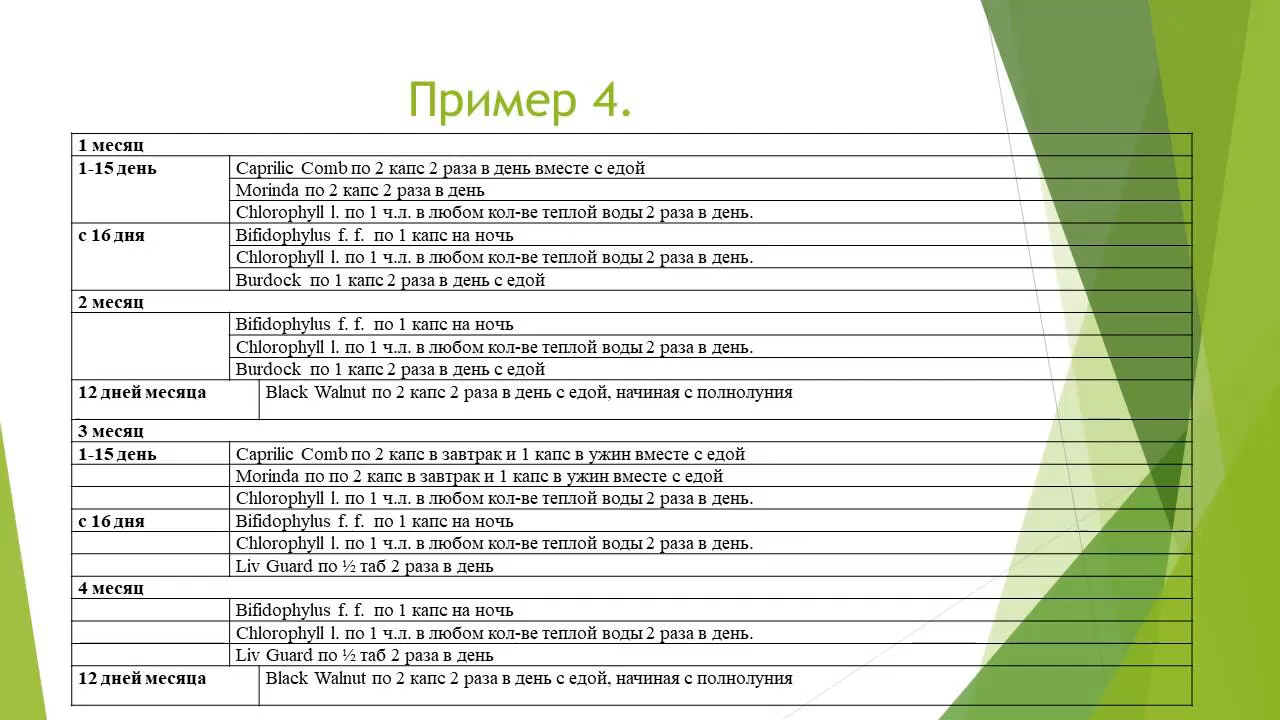 Пример 4.
1 месяц
1-15 день Caprilic Comb по 2 капс 2 раза в день вместе с едой
Morinda по 2 капс 2 раза в день
Chlorophyll l. по 1 ч.л. в любом кол-ве теплой воды 2 раза в день.
с 16 дня Bifidophylus f. f. по 1 капс на ночь
Chlorophyll l. по 1 ч.л. в любом кол-ве теплой воды 2 раза в день.
Burdock по 1 капс 2 раза в день с едой
2 месяц
Bifidophylus f. f. по 1 капс на ночь
Chlorophyll l. по 1 ч.л. в любом кол-ве теплой воды 2 раза в день.
Burdock по 1 капс 2 раза в день с едой
12 дней месяца Black Walnut по 2 капс 2 раза в день с едой, начиная с полнолуния
3 месяц
1-15 день Caprilic Comb по 2 капс в завтрак и 1 капс в ужин вместе с едой
Morinda по по 2 капс в завтрак и 1 капс в ужин вместе с едой
Chlorophyll l. по 1 ч.л. в любом кол-ве теплой воды 2 раза в день.
с 16 дня Bifidophylus f. f. по 1 капс на ночь
Chlorophyll l. по 1 ч.л. в любом кол-ве теплой воды 2 раза в день.
Liv Guard по ½ таб 2 раза в день
4 месяц
Bifidophylus f. f. по 1 капс на ночь
Chlorophyll l. по 1 ч.л. в любом кол-ве теплой воды 2 раза в день.
Liv Guard по ½ таб 2 раза в день
12 дней месяца Black Walnut по 2 капс 2 раза в день с едой, начиная с полнолуния